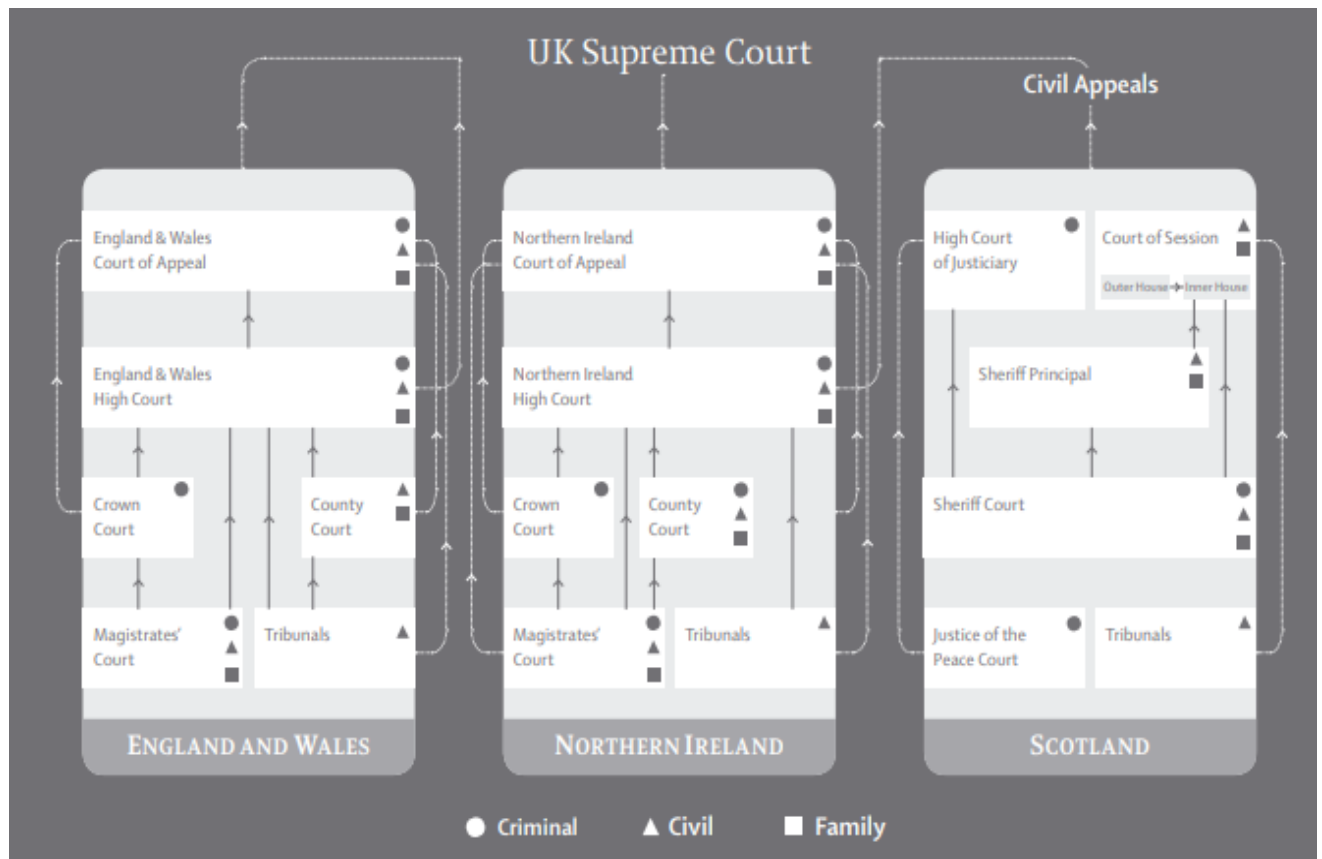 UK Supreme Court
Civil Appeals
England & Wales
Court of Appeal
England & Wales
High Court
Crown
Court
County
Court
Magistrates'
Court
Tribunals
ENGLAND AND WALES
Northern Ireland
Court of Appeal
Northern Ireland
High Court
Crown
Court
County
Court
Magistrates'
Court
Tribunals
NORTHERN IRELAND
High Court
of Justiciary
Court of Session
Outer House
Inner House
Sheriff Principal
Sheriff Court
Justice of the
Peace Court
Tribunals
SCOTLAND
Criminal
Civil
Family